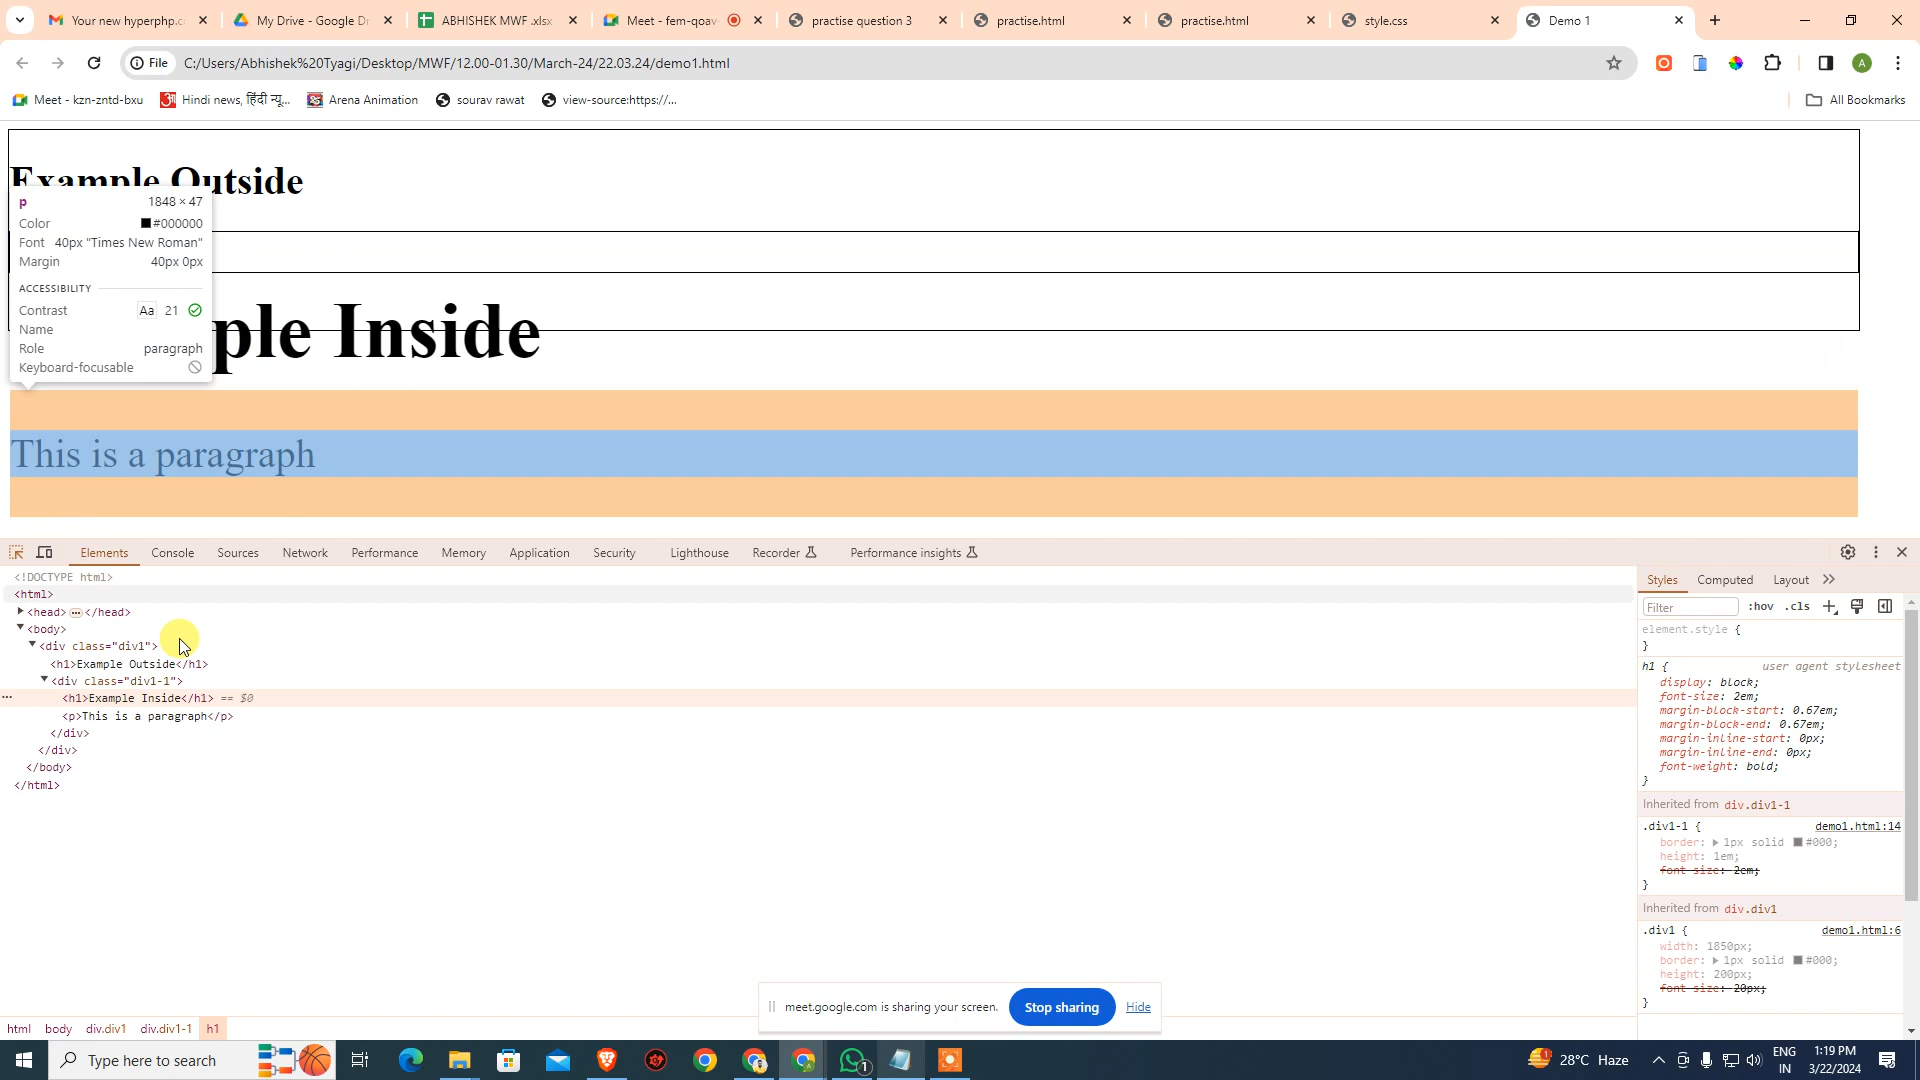 Your new hyperphp.c
My Drive - Google Dr
ABHISHEK MWF .xlsx
Meet - fem-qoav-
practise question 3
practise.html
practise.html
style.css
Demo 1
File
C:/Users/Abhishek%20Tyagi/Desktop/MWF/12.00-01.30/March-24/22.03.24/demo1.html
A
Meet - kzn-zntd-bxu
Hindi news, हिंदी न्यू...
Arena Animation
sourav rawat
view-source:https://...
All Bookmarks
Example Outside
p 1848 × 47
Color #000000
Font 40px "Times New Roman"
Margin 40px 0px
ACCESSIBILITY
Contrast Aa 21
Name
Role paragraph
Keyboard-focusable
ple Inside
This is a paragraph
Elements Console Sources Network Performance Memory Application Security Lighthouse Recorder Performance insights
<!DOCTYPE html>
<html>
<head> ••• </head>
<body>
<div class="div1">
<h1>Example Outside</h1>
<div class="div1-1">
<h1>Example Inside</h1> == $0
<p>This is a paragraph</p>
</div>
</div>
</body>
</html>
html body div.div1 div.div1-1 h1
Styles Computed Layout
Filter :hov .cls
element.style {
}
h1 { user agent stylesheet
display: block;
font-size: 2em;
margin-block-start: 0.67em;
margin-block-end: 0.67em;
margin-inline-start: 0px;
margin-inline-end: 0px;
font-weight: bold;
}
Inherited from div.div1-1
.div1-1 { demo1.html:14
border: 1px solid #000;
height: 1em;
font-size: 2em;
}
Inherited from div.div1
.div1 { demo1.html:6
width: 1850px;
border: 1px solid #000;
height: 200px;
font-size: 20px;
}
meet.google.com is sharing your screen. Stop sharing Hide
Type here to search
1
28°C Haze
ENG
IN
1:19 PM
3/22/2024